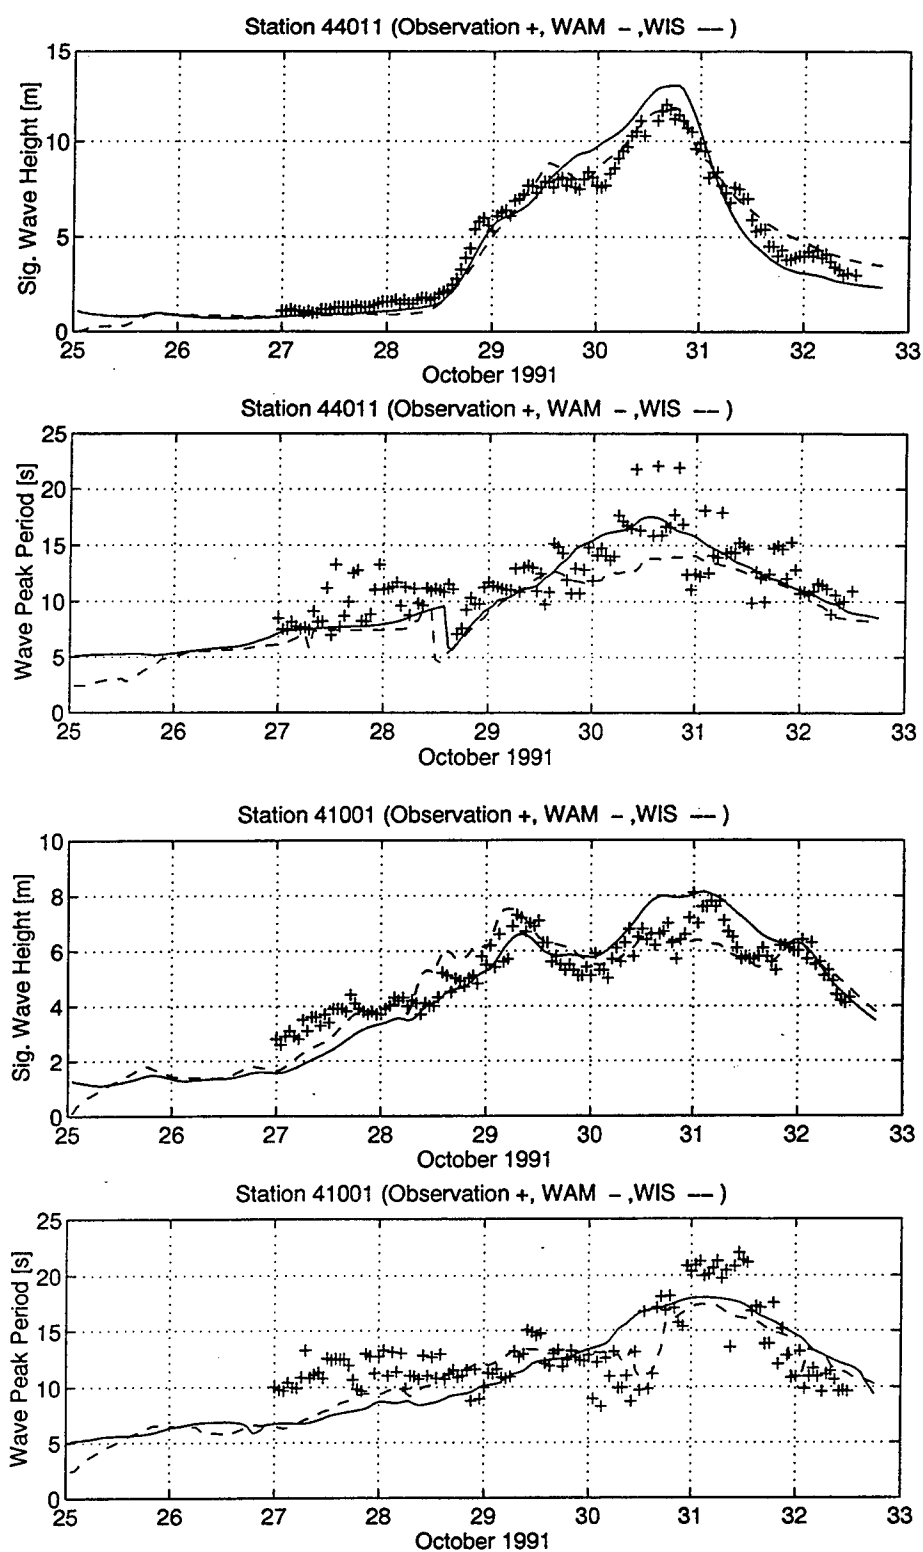 Station 44011 (Observation +, WAM – ,WIS –– )
Sig. Wave Height [m]
15
10
5
0
25 26 27 28 29 30 31 32 33
October 1991
Station 44011 (Observation +, WAM – ,WIS –– )
Wave Peak Period [s]
25
20
15
10
5
0
25 26 27 28 29 30 31 32 33
October 1991
Station 41001 (Observation +, WAM – ,WIS –– )
Sig. Wave Height [m]
10
8
6
4
2
0
25 26 27 28 29 30 31 32 33
October 1991
Station 41001 (Observation +, WAM – ,WIS –– )
Wave Peak Period [s]
25
20
15
10
5
0
25 26 27 28 29 30 31 32 33
October 1991